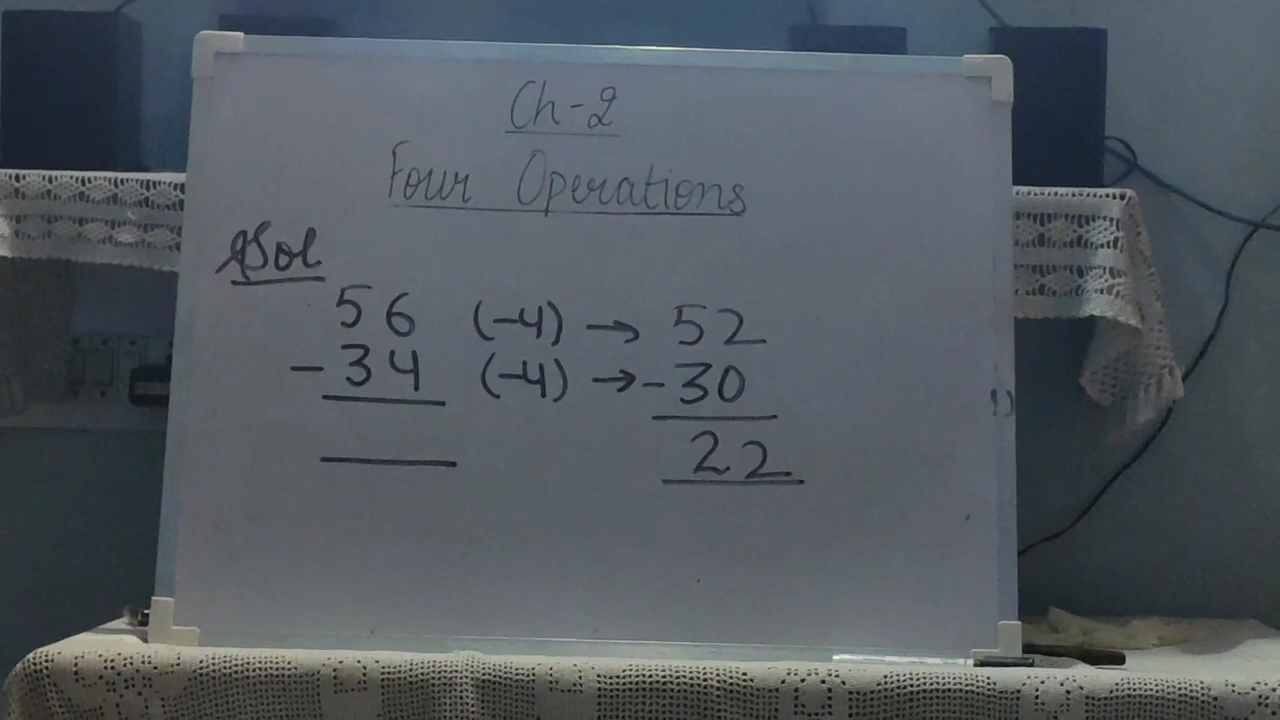 Ch-2
Four Operations
Sol
56 (-4) → 52
-34 (-4) → -30
22